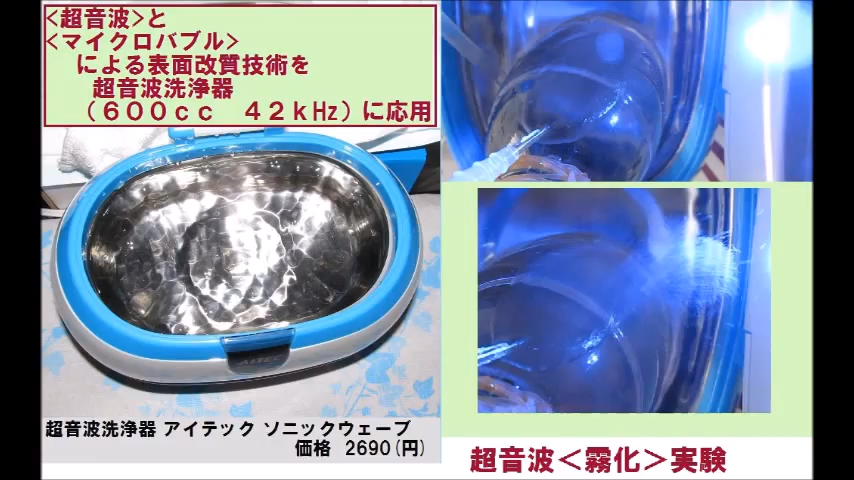 <超音波>と
<マイクロバブル>
による表面改質技術を
超音波洗浄器
（６００ｃｃ　４２ｋHz）に応用
AITEC
超音波洗浄器 アイテック ソニックウェーブ
価格　2690(円)
超音波＜霧化＞実験